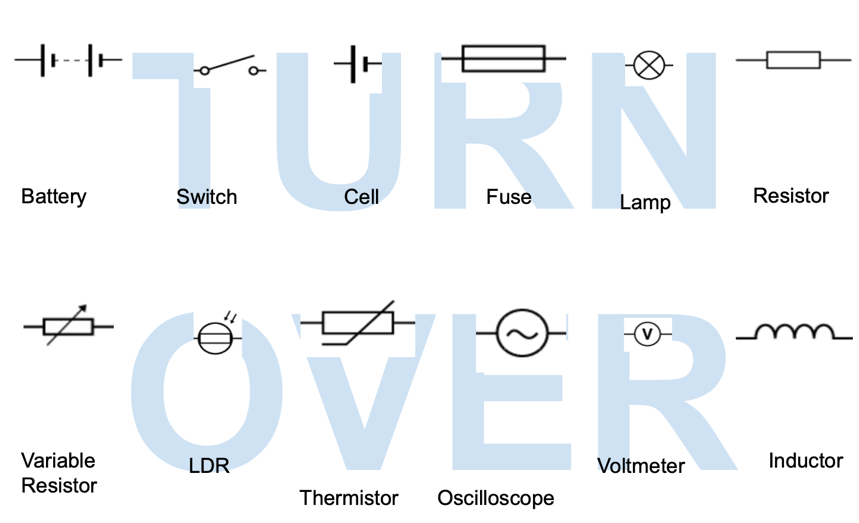 TURN
Battery
Switch
Cell
Fuse
Lamp
Resistor
OVER
V
Variable
Resistor
LDR
Thermistor
Oscilloscope
Voltmeter
Inductor